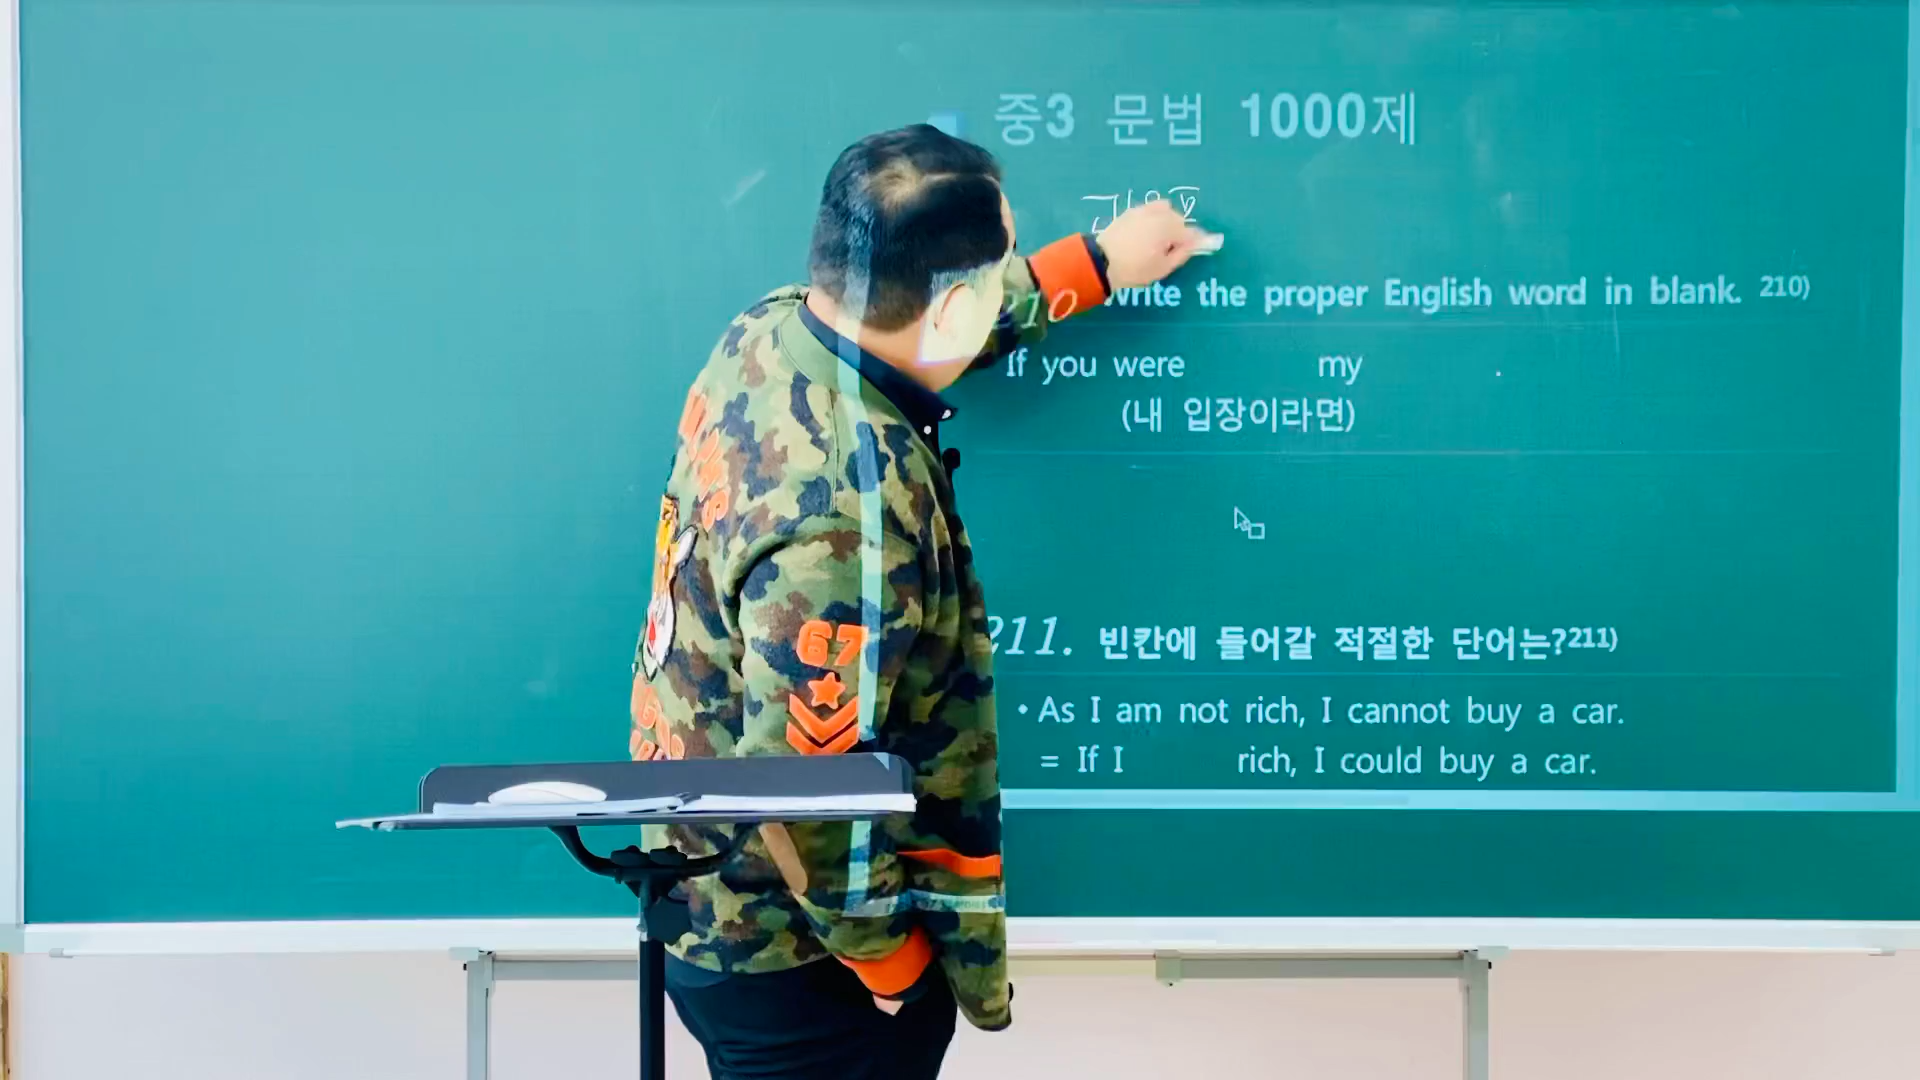 중3 문법 1000제
210 Write the proper English word in blank. 210)
If you were my .
(내 입장이라면)
211. 빈칸에 들어갈 적절한 단어는?211)
• As I am not rich, I cannot buy a car.
= If I rich, I could buy a car.
67